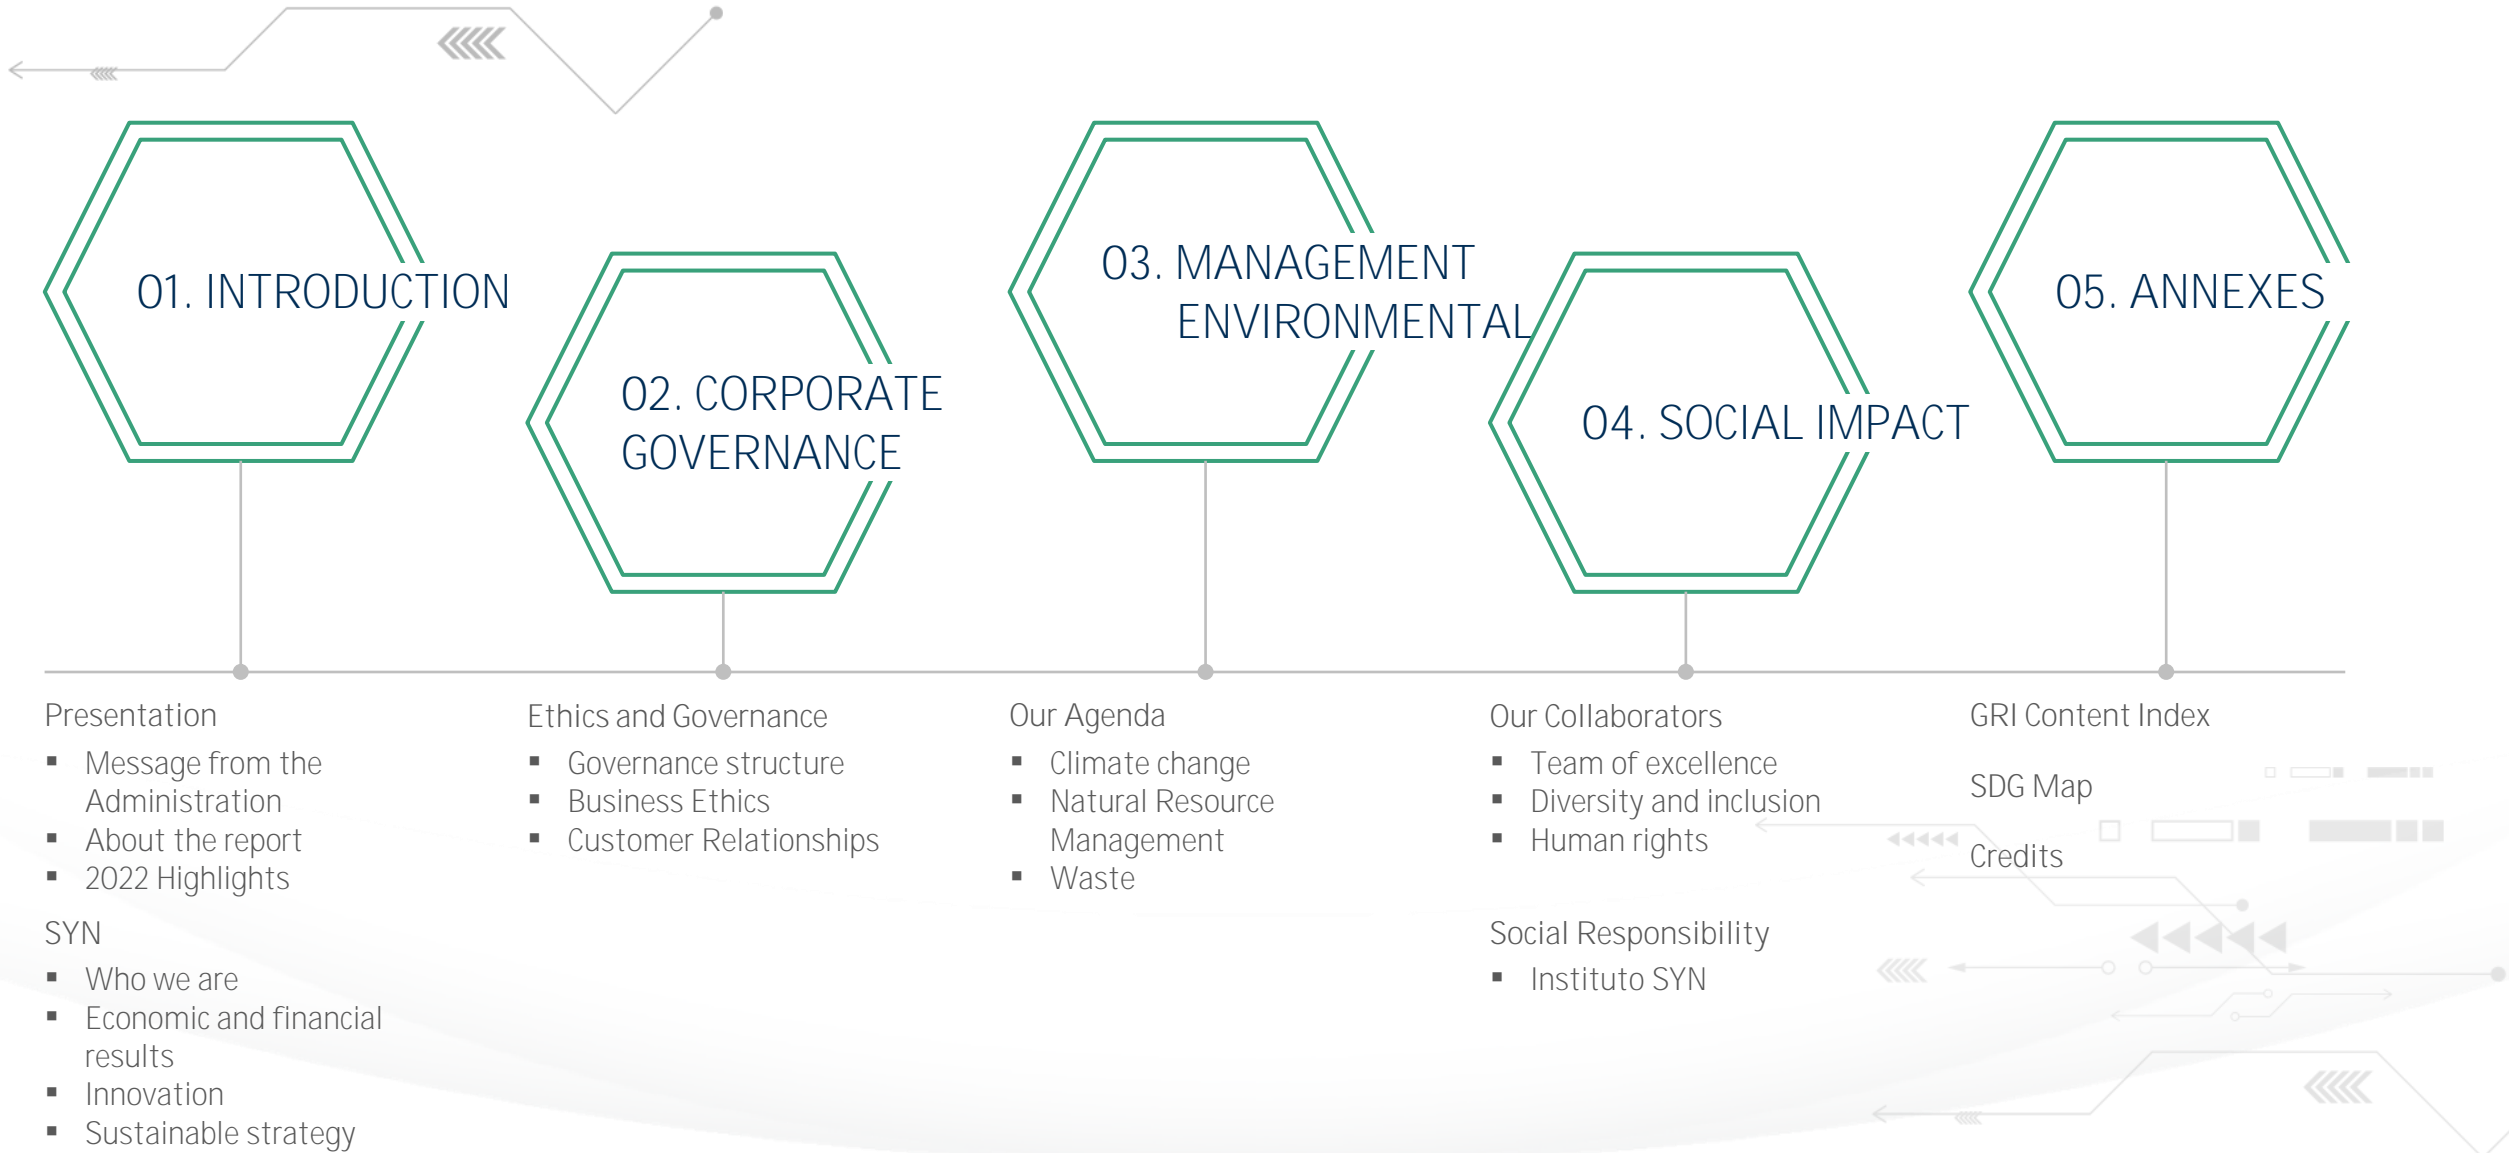 01. INTRODUCTION
02. CORPORATE
GOVERNANCE
03. MANAGEMENT
ENVIRONMENTAL
04. SOCIAL IMPACT
05. ANNEXES
Presentation
▪ Message from the
Administration
▪ About the report
▪ 2022 Highlights
SYN
▪ Who we are
▪ Economic and financial
results
▪ Innovation
▪ Sustainable strategy
Ethics and Governance
▪ Governance structure
▪ Business Ethics
▪ Customer Relationships
Our Agenda
▪ Climate change
▪ Natural Resource
Management
▪ Waste
Our Collaborators
▪ Team of excellence
▪ Diversity and inclusion
▪ Human rights
Social Responsibility
▪ Instituto SYN
GRI Content Index
SDG Map
Credits